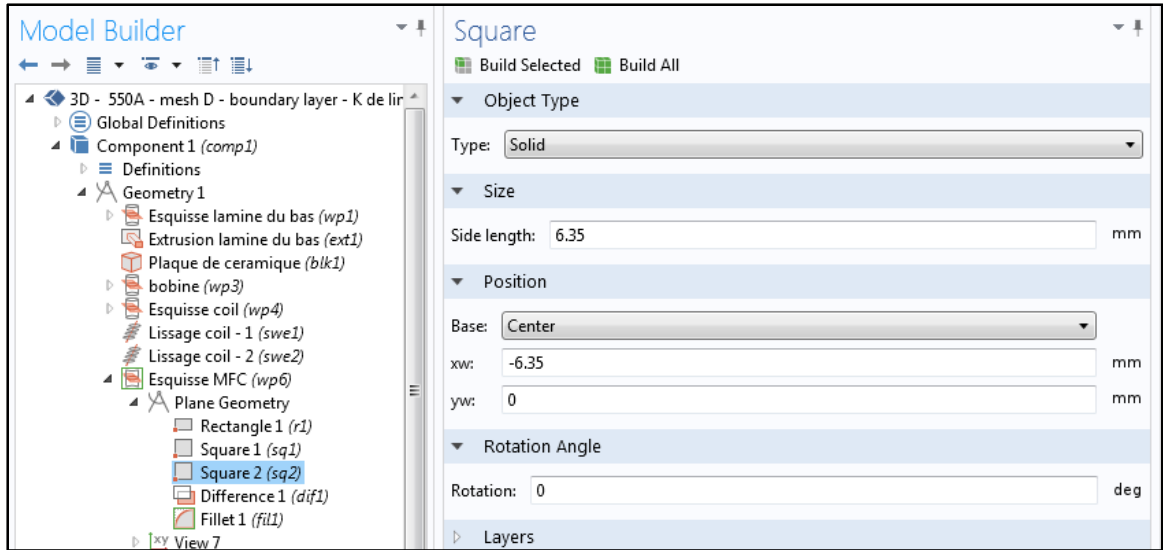 Model Builder
3D - 550A - mesh D - boundary layer - K de lir
Global Definitions
Component 1 (comp1)
Definitions
Geometry 1
Esquisse lamine du bas (wp1)
Extrusion lamine du bas (ext1)
Plaque de ceramique (blk1)
bobine (wp3)
Esquisse coil (wp4)
Lissage coil - 1 (swe1)
Lissage coil - 2 (swe2)
Esquisse MFC (wp6)
Plane Geometry
Rectangle 1 (r1)
Square 1 (sq1)
Square 2 (sq2)
Difference 1 (dif1)
Fillet 1 (fil1)
xy View 7
Square
Build Selected Build All
Object Type
Type: Solid
Size
Side length: 6.35 mm
Position
Base: Center
xw: -6.35 mm
yw: 0 mm
Rotation Angle
Rotation: 0 deg
Layers